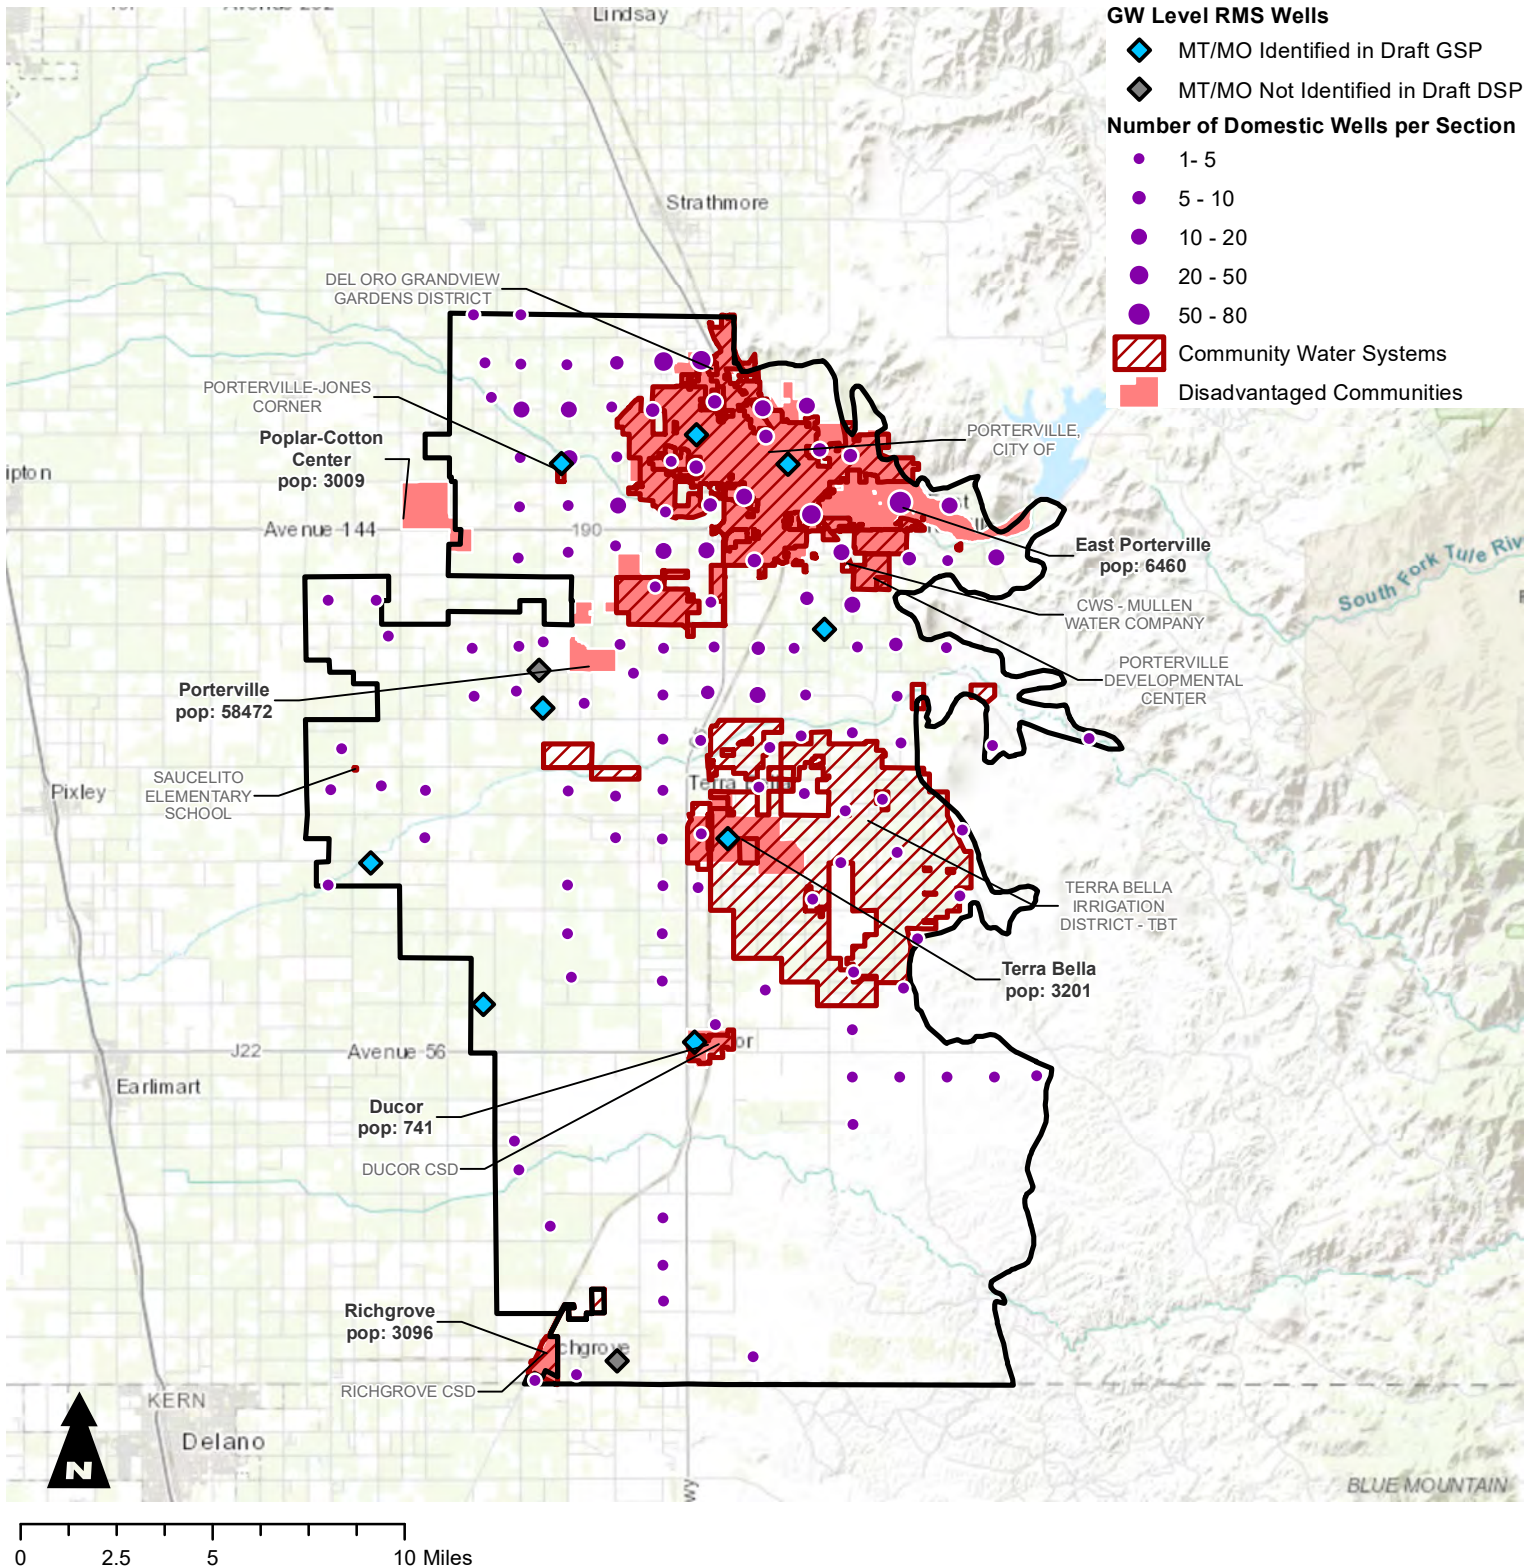 Lindsay
GW Level RMS Wells
MT/MO Identified in Draft GSP
MT/MO Not Identified in Draft DSP
Number of Domestic Wells per Section
1- 5
5 - 10
10 - 20
20 - 50
50 - 80
Community Water Systems
Disadvantaged Communities
Strathmore
DEL ORO GRANDVIEW
GARDENS DISTRICT
PORTERVILLE-JONES
CORNER
Poplar-Cotton
Center
pop: 3009
PORTERVILLE,
CITY OF
ipton
Avenue 144
190
East Porterville
pop: 6460
South Fork Tule Riv
CWS - MULLEN
WATER COMPANY
PORTERVILLE
DEVELOPMENTAL
CENTER
Porterville
pop: 58472
SAUCELITO
ELEMENTARY
SCHOOL
Pixley
Terra
TERRA BELLA
IRRIGATION
DISTRICT - TBT
Terra Bella
pop: 3201
J22
Avenue 56
or
Earlimart
Ducor
pop: 741
DUCOR CSD
Richgrove
pop: 3096
chgrove
RICHGROVE CSD
KERN
Delano
N
BLUE MOUNTAIN
0 2.5 5 10 Miles